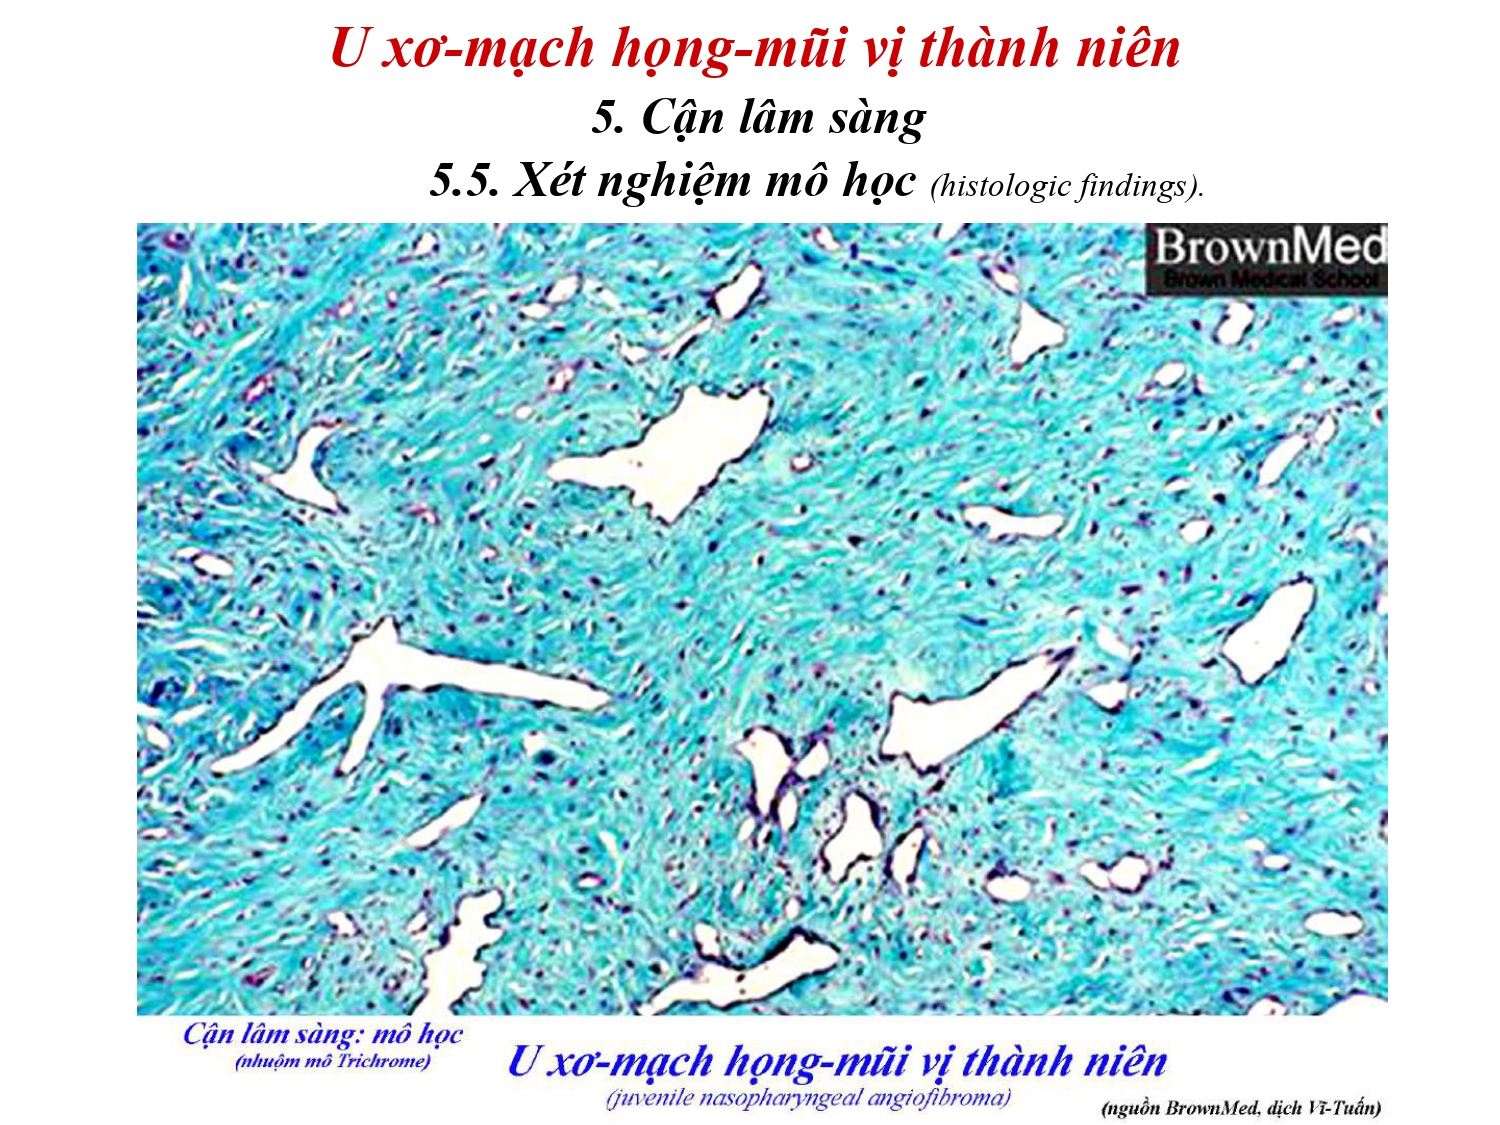 U xơ-mạch họng-mũi vị thành niên
5. Cận lâm sàng
5.5. Xét nghiệm mô học (histologic findings).
BrownMed
Brown Medical School
Cận lâm sàng: mô học
(nhuộm mô Trichrome)
U xơ-mạch họng-mũi vị thành niên
(juvenile nasopharyngeal angiofibroma)
(nguồn BrownMed, dịch Vĩ-Tuấn)